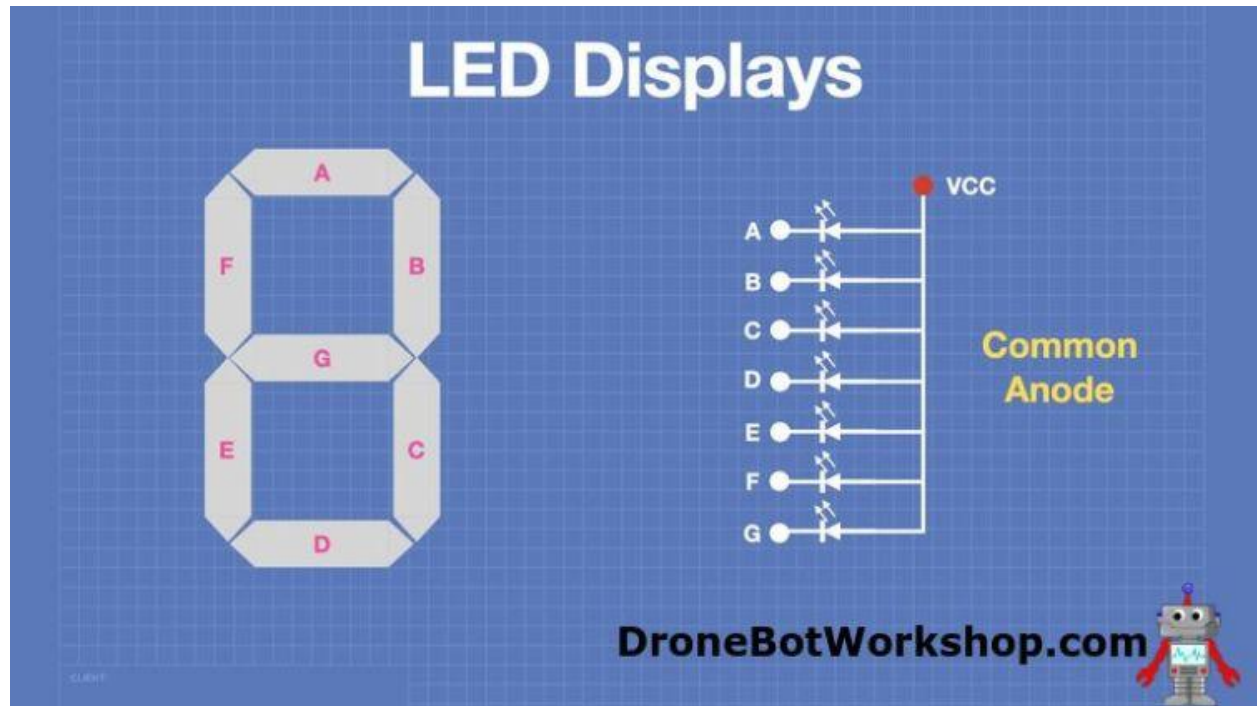 LED Displays
A
F
B
G
E
C
D
VCC
A
B
C
D
E
F
G
Common
Anode
DroneBotWorkshop.com